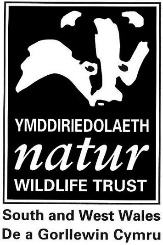 YMDDIRIEDOLAETH
natur
WILDLIFE TRUST
South and West Wales
De a Gorllewin Cymru